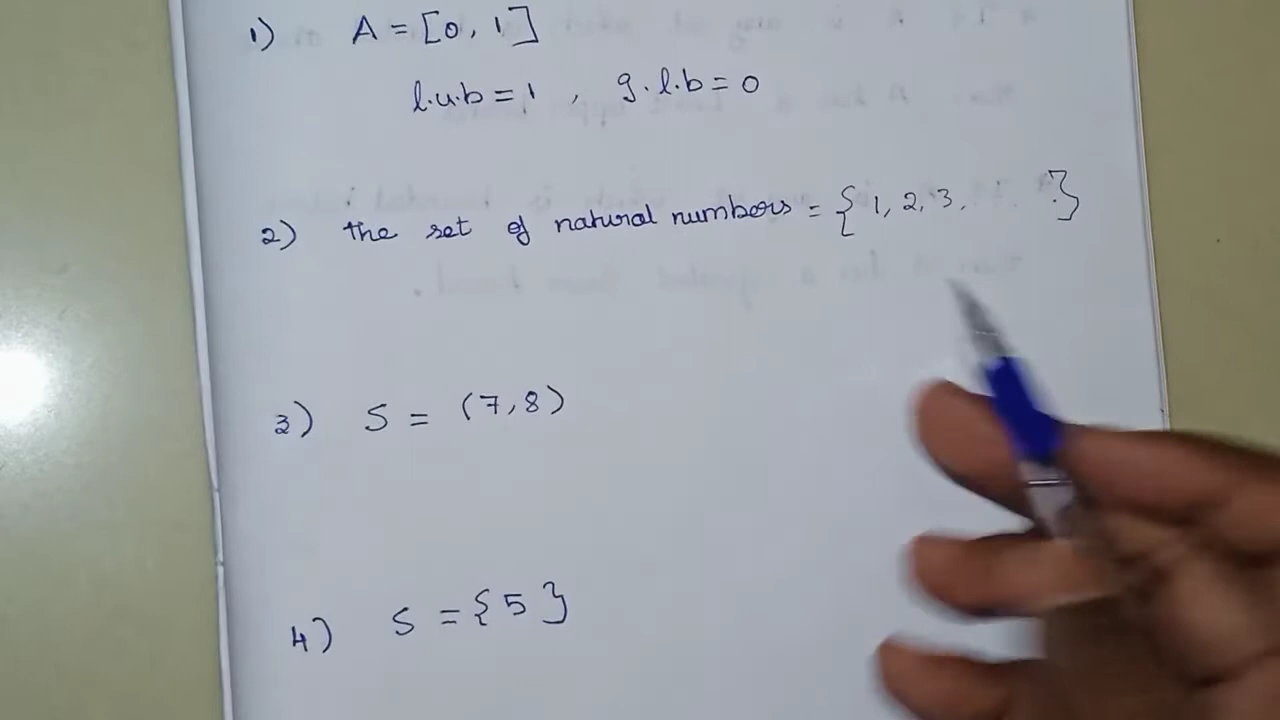 1) A = [0, 1]
l.u.b = 1 , g.l.b = 0
2) the set of natural numbers = {1, 2, 3, . . .}
3) S = (7, 8)
4) S = {5}